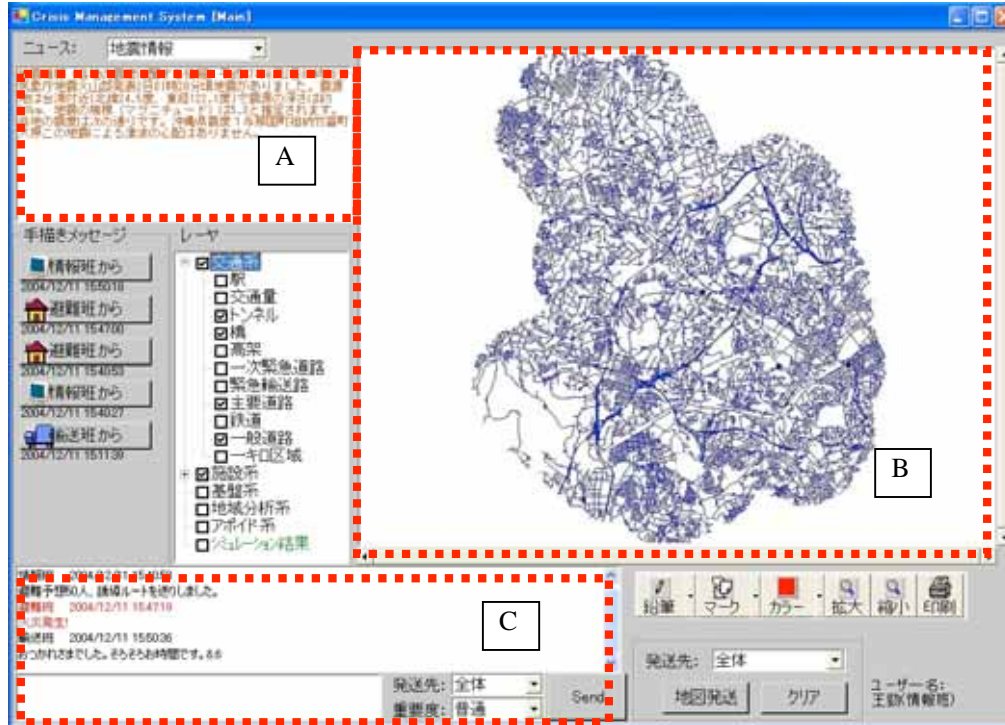 Crisis Management System [Main]
ニュース: 地震情報
A
手描きメッセージ
情報班から
2004/12/11 155018
避難班から
2004/12/11 154700
避難班から
2004/12/11 154053
情報班から
2004/12/11 154027
輸送班から
2004/12/11 151139
レーヤ
交通系
駅
交通量
トンネル
橋
高架
一次緊急道路
緊急輸送路
主要道路
鉄道
一般道路
一キロ区域
施設系
基盤系
地域分析系
アボイド系
シミュレーション結果
B
避難予想50人、誘導ルートを送りしました。
避難班 2004/12/11 154719
火災発生!
輸送班 2004/12/11 155036
おつかれさまでした。そろそろお時間です。
C
発送先: 全体
重要度: 普通
Send
鉛筆 マーク カラー 拡大 縮小 印刷
発送先: 全体
地図発送 クリア
ユーザー名:
(情報班)